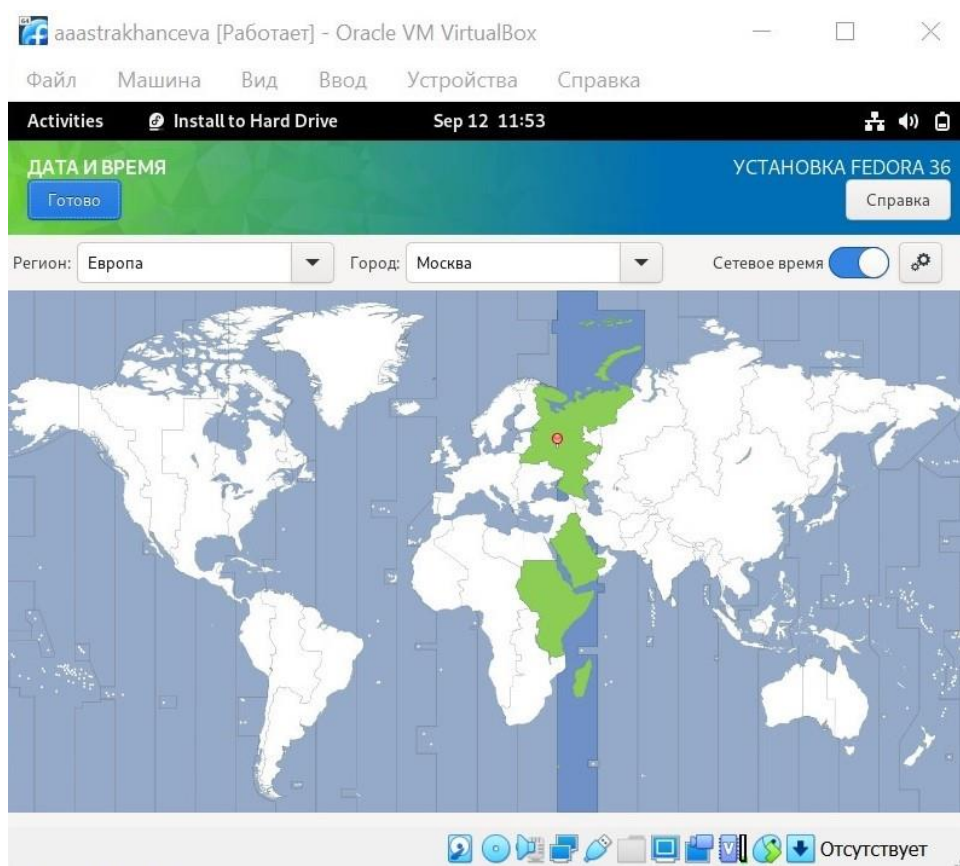 aaastrakhanceva [Работает] - Oracle VM VirtualBox
Файл Машина Вид Ввод Устройства Справка
Activities Install to Hard Drive Sep 12 11:53
ДАТА И ВРЕМЯ УСТАНОВКА FEDORA 36
Готово Справка
Регион: Европа Город: Москва Сетевое время
Отсутствует